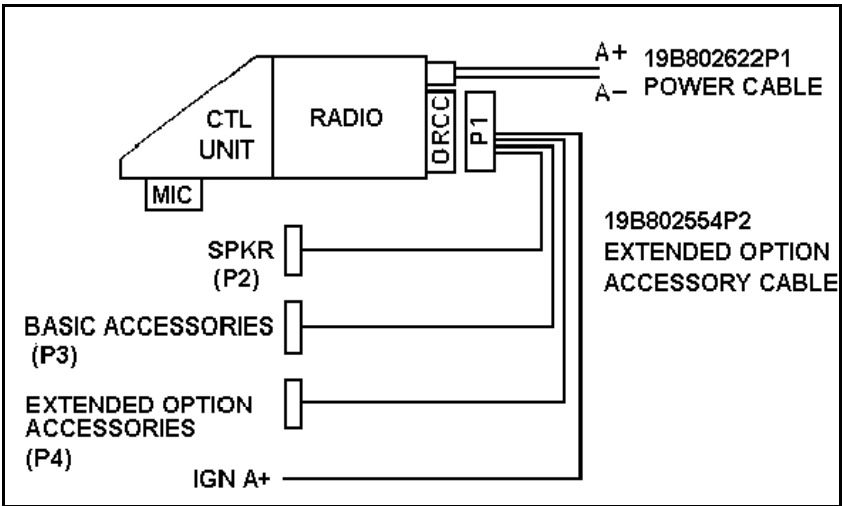 A+
19B802622P1
A-
POWER CABLE
CTL
UNIT
RADIO
ORCC
P1
MIC
19B802554P2
EXTENDED OPTION
ACCESSORY CABLE
SPKR
(P2)
BASIC ACCESSORIES
(P3)
EXTENDED OPTION
ACCESSORIES
(P4)
IGN A+